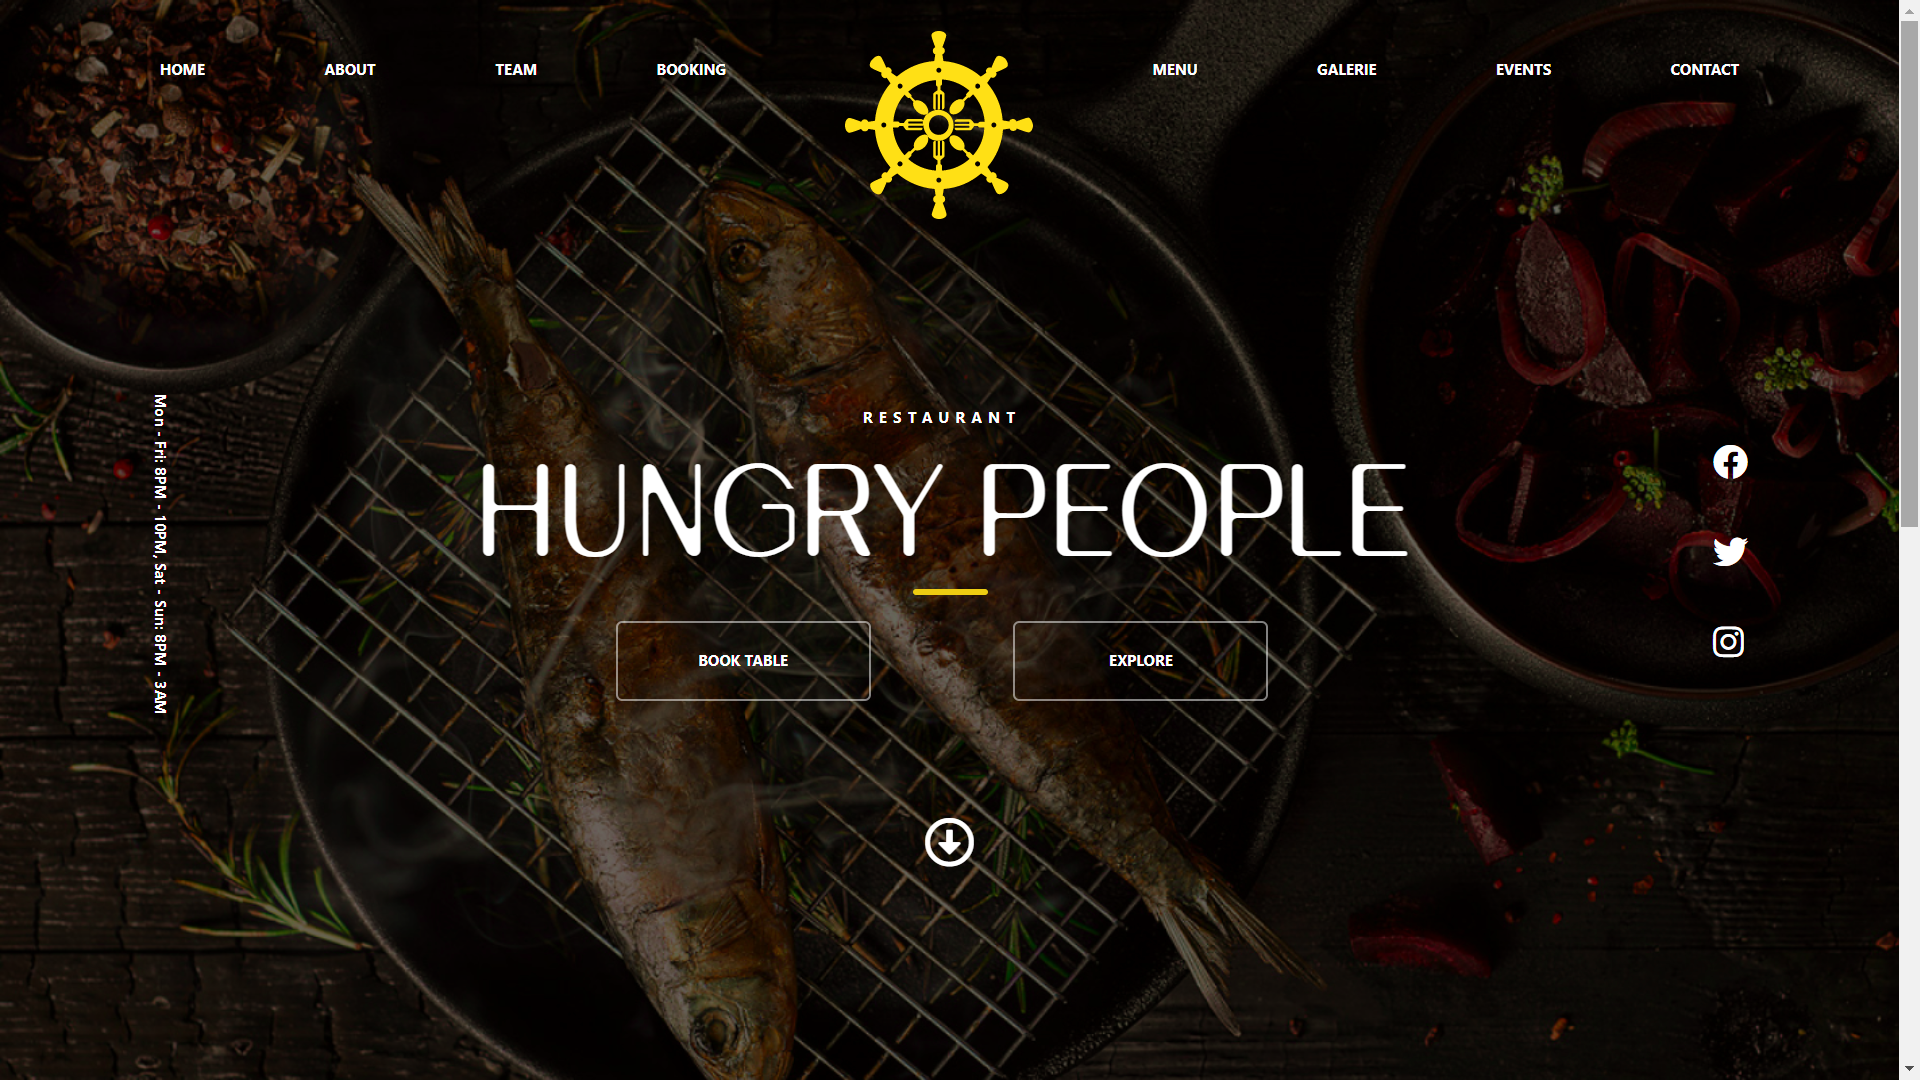 HOME
ABOUT
TEAM
BOOKING
MENU
GALERIE
EVENTS
CONTACT
Mon - Fri: 8PM - 10PM, Sat - Sun: 8PM - 3AM
RESTAURANT
HUNGRY PEOPLE
BOOK TABLE
EXPLORE